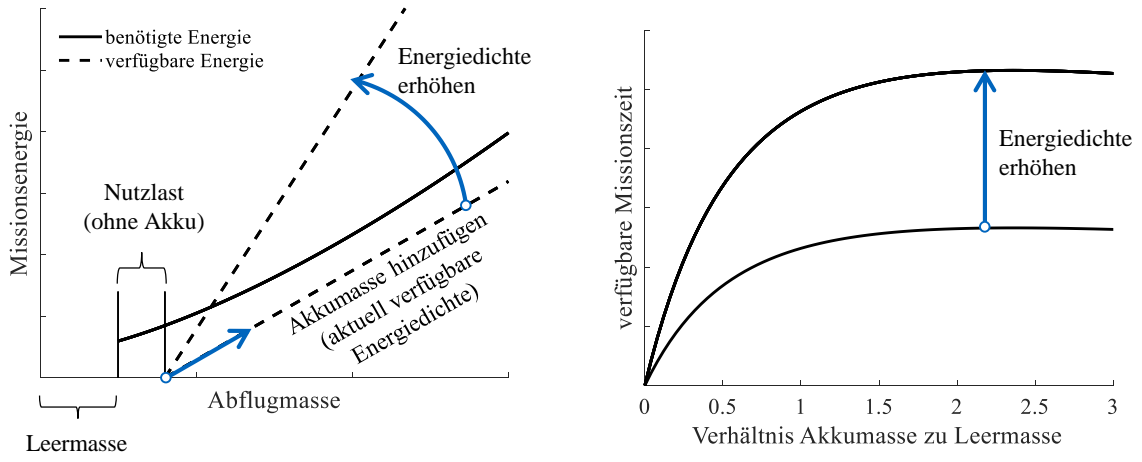 Missionsenergie
benötigte Energie
verfügbare Energie
Energiedichte
erhöhen
Nutzlast
(ohne Akku)
Akkumasse hinzufügen
(aktuell verfügbare
Energiedichte)
Abflugmasse
Leermasse
verfügbare Missionszeit
Energiedichte
erhöhen
0
0.5
1
1.5
2
2.5
3
Verhältnis Akkumasse zu Leermasse